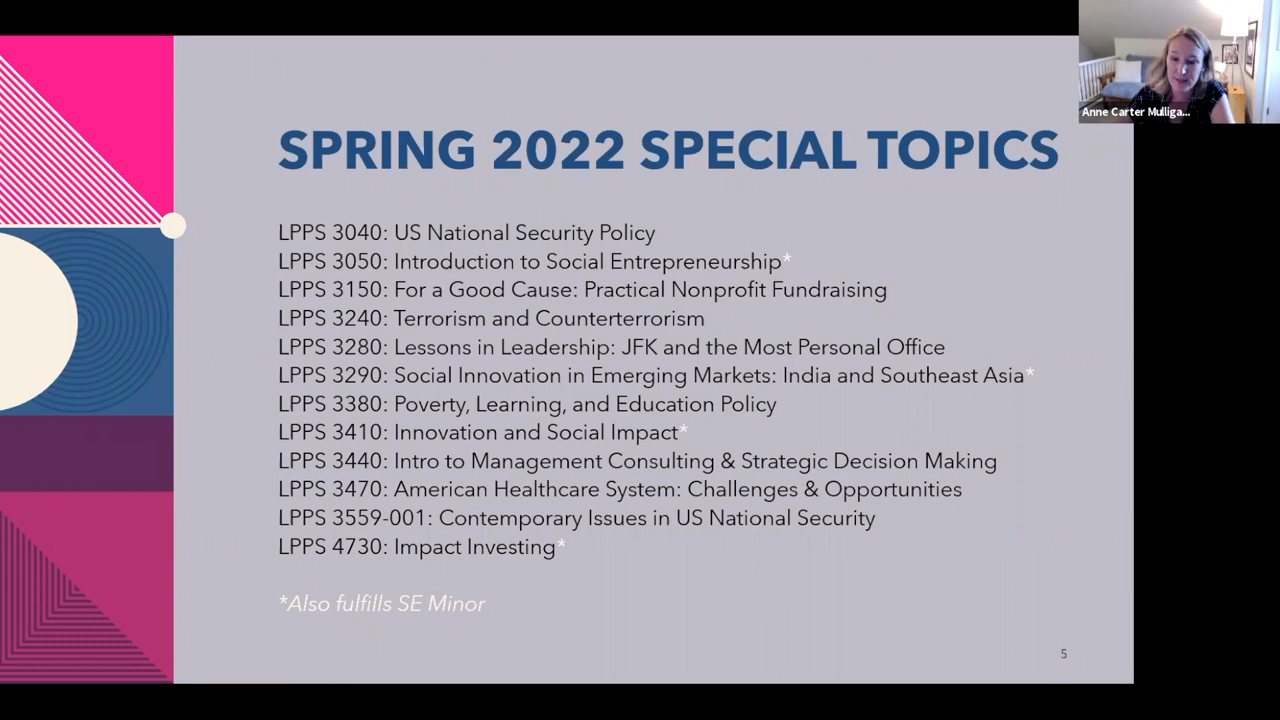 SPRING 2022 SPECIAL TOPICS
LPPS 3040: US National Security Policy
LPPS 3050: Introduction to Social Entrepreneurship*
LPPS 3150: For a Good Cause: Practical Nonprofit Fundraising
LPPS 3240: Terrorism and Counterterrorism
LPPS 3280: Lessons in Leadership: JFK and the Most Personal Office
LPPS 3290: Social Innovation in Emerging Markets: India and Southeast Asia*
LPPS 3380: Poverty, Learning, and Education Policy
LPPS 3410: Innovation and Social Impact*
LPPS 3440: Intro to Management Consulting & Strategic Decision Making
LPPS 3470: American Healthcare System: Challenges & Opportunities
LPPS 3559-001: Contemporary Issues in US National Security
LPPS 4730: Impact Investing*
*Also fulfills SE Minor
5
Anne Carter Mulliga...